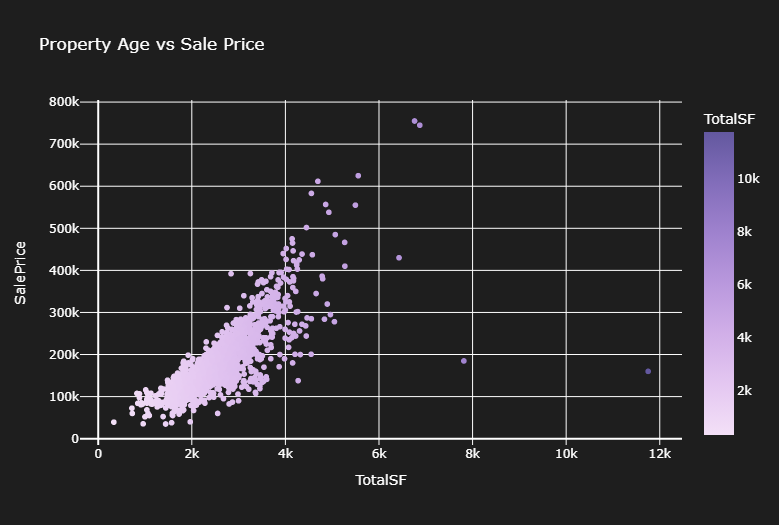 Property Age vs Sale Price
TotalSF
800k
700k
600k
500k
400k
300k
200k
100k
0
SalePrice
10k
8k
6k
4k
2k
0
2k
4k
6k
8k
10k
12k
TotalSF